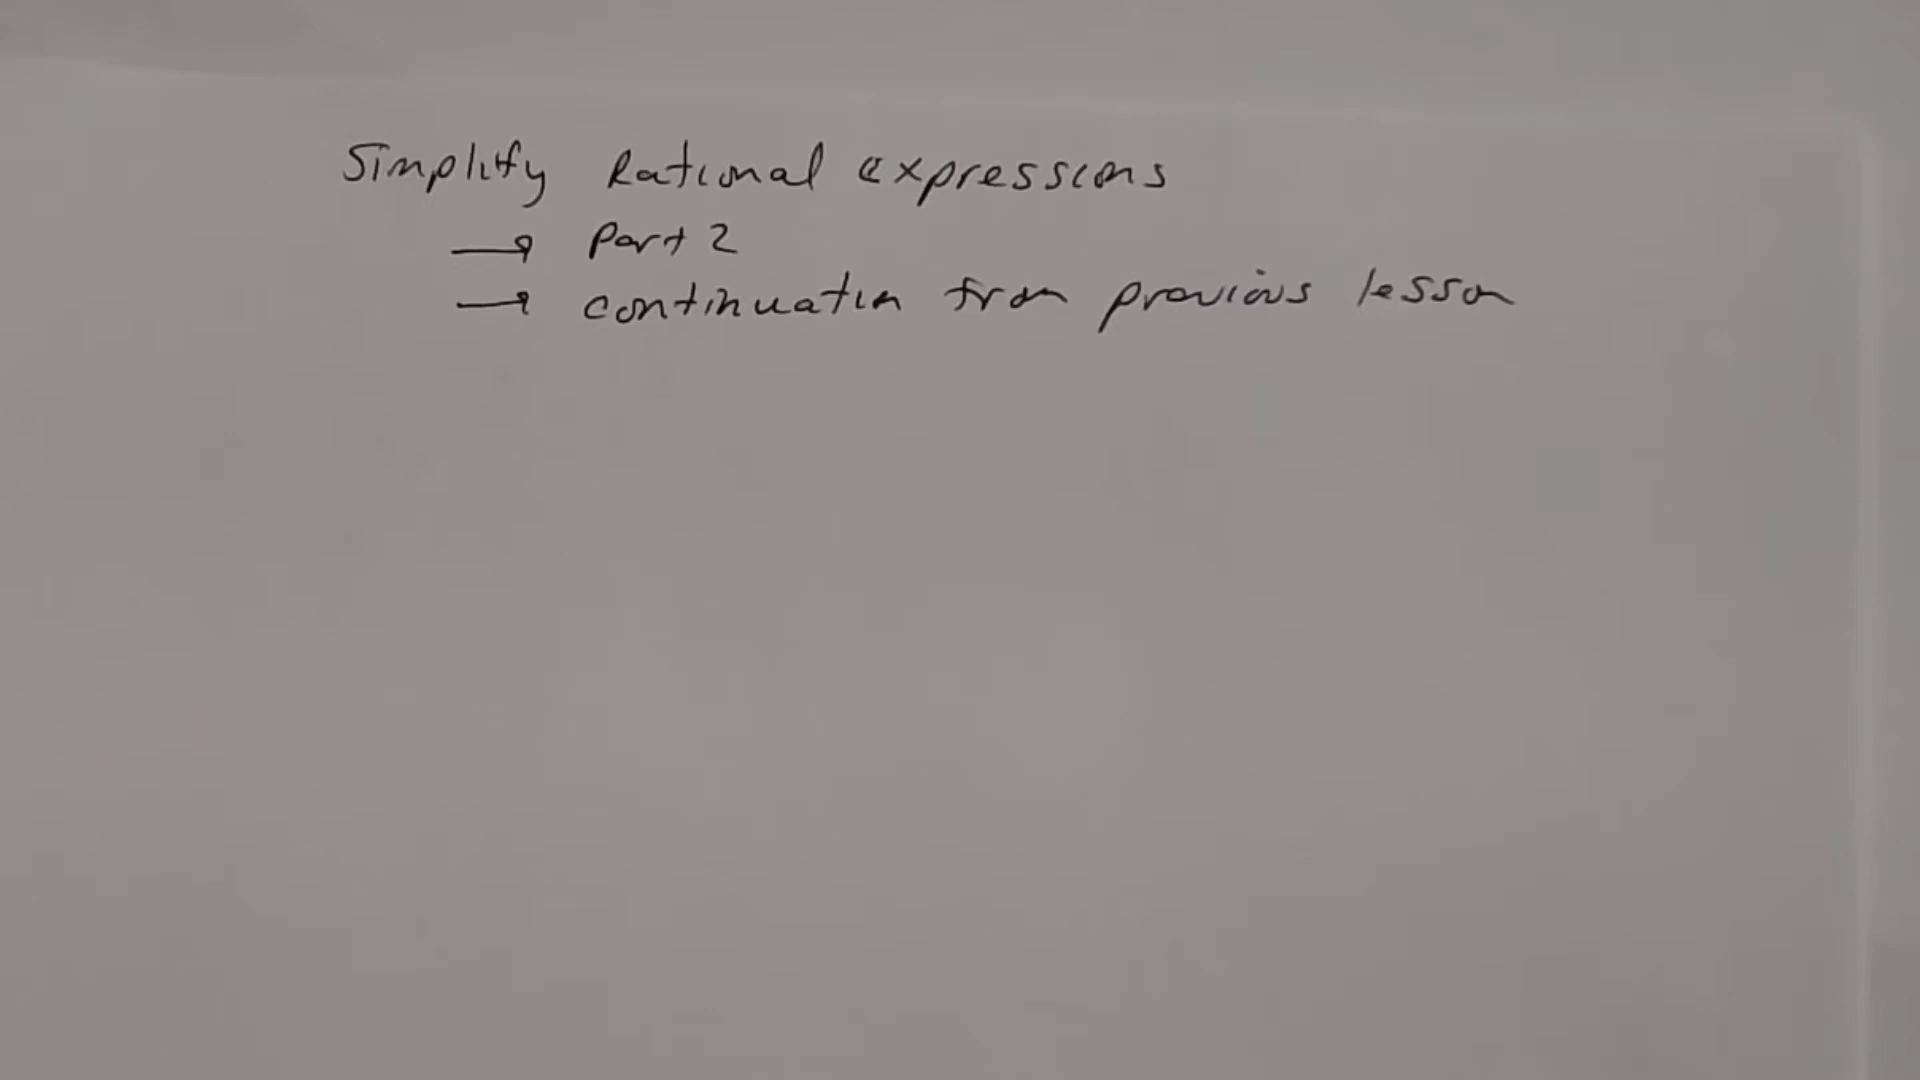 Simplify Rational expressions
→ Part 2
→ continuation from previous lesson